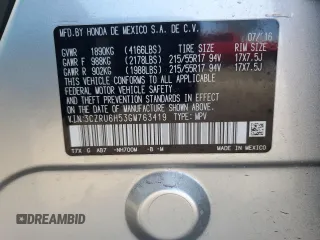 MFD.BY HONDA DE MEXICO S.A. DE C.V. 07/16
GVWR 1890KG (4166LBS) TIRE SIZE RIM SIZE
GAWR F 988KG (2178LBS) 215/55R17 94V 17X7.5J
GAWR R 902KG (1988LBS) 215/55R17 94V 17X7.5J
THIS VEHICLE CONFORMS TO ALL APPLICABLE
FEDERAL MOTOR VEHICLE SAFETY AND
THEFT PREVENTION STANDARDS IN EFFECT ON
THE DATE OF MANUFACTURE SHOWN ABOVE.
V.I.N:3CZRU6H53GM763419 TYPE: MPV
T7X G AB7 -NH700M -B -M
MADE IN MEXICO
DREAMBID